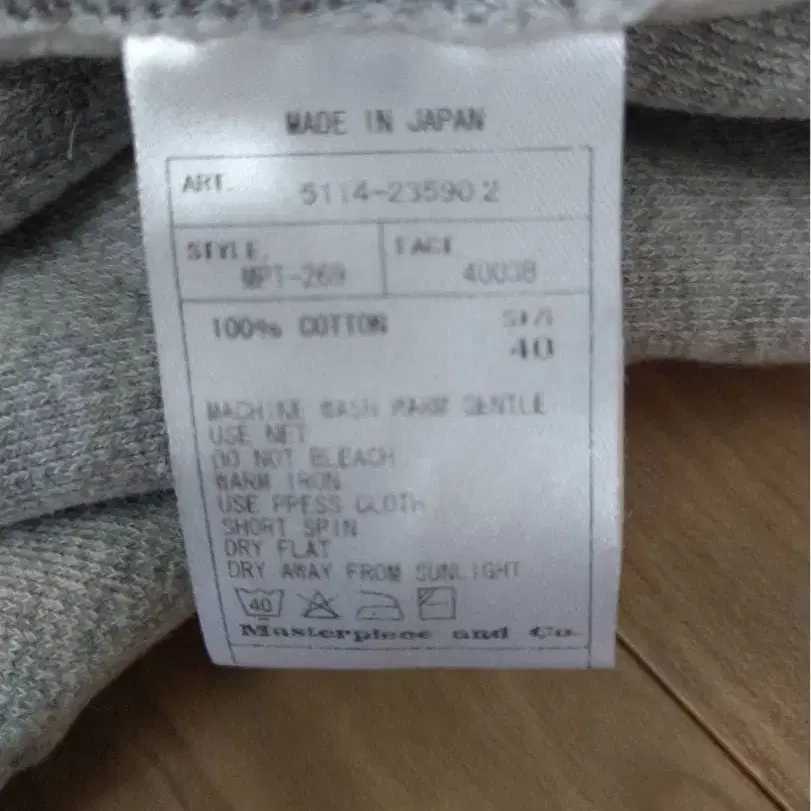 MADE IN JAPAN
ART. 5114-235902
STYLE FACT
MPT-269 40038
100% COTTON SIZE
40
MACHINE WASH WARM GENTLE
USE NET
DO NOT BLEACH
WARM IRON
USE PRESS CLOTH
SHORT SPIN
DRY FLAT
DRY AWAY FROM SUNLIGHT
40
Masterpiece and Co.